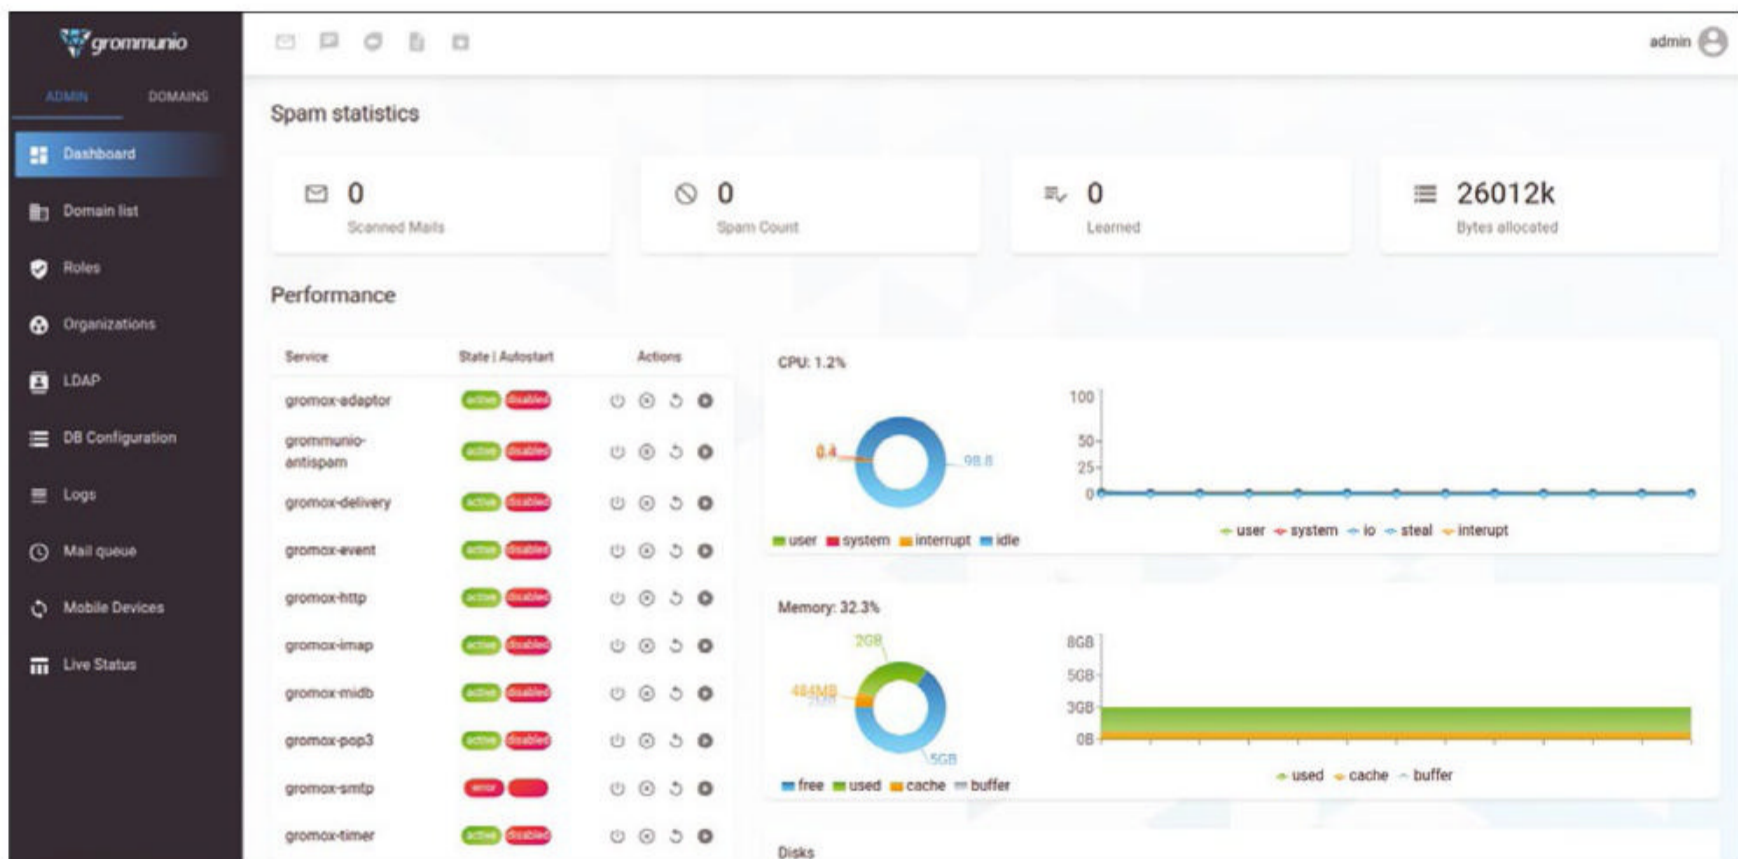 grommunio
admin
ADMIN DOMAINS
Dashboard
Domain list
Roles
Organizations
LDAP
DB Configuration
Logs
Mail queue
Mobile Devices
Live Status
Spam statistics
0
Scanned Mails
0
Spam Count
0
Learned
26012k
Bytes allocated
Performance
Service State | Autostart Actions
gromox-adaptor active disabled
grommunio-
antispam active disabled
gromox-delivery active disabled
gromox-event active disabled
gromox-http active disabled
gromox-imap active disabled
gromox-midb active disabled
gromox-pop3 active disabled
gromox-smtp error
gromox-timer active disabled
CPU: 1.2%
98.8
user system interrupt idle
100
50
25
0
user system io steal interupt
Memory: 32.3%
2GB
484MB
5GB
free used cache buffer
8GB
5GB
3GB
0B
used cache buffer
Disks